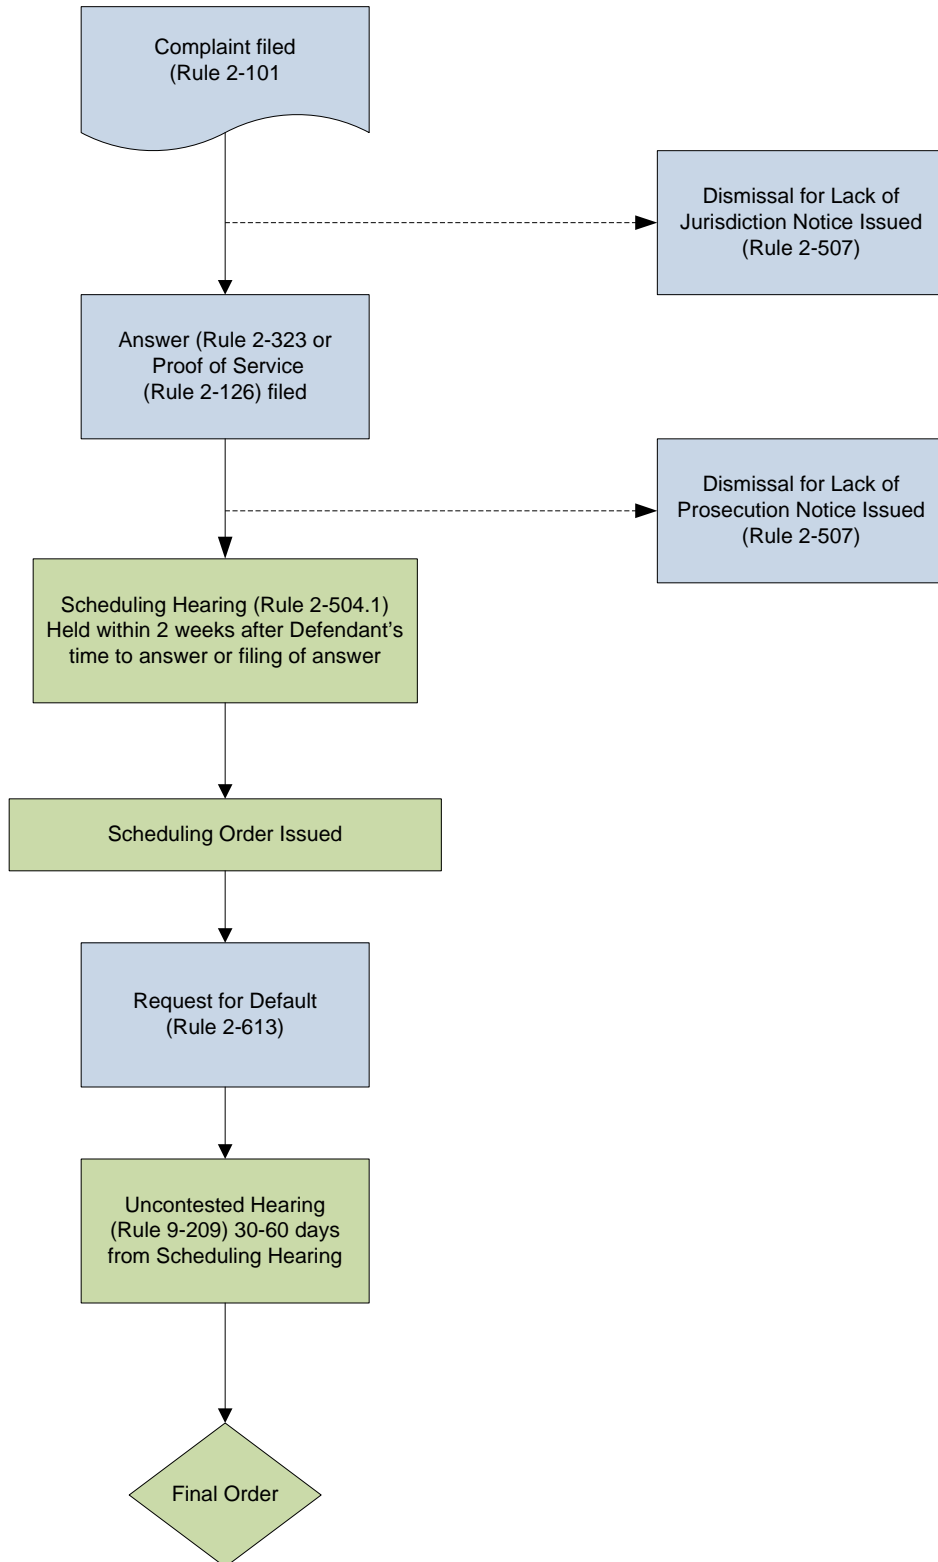 Complaint filed
(Rule 2-101
Dismissal for Lack of
Jurisdiction Notice Issued
(Rule 2-507)
Answer (Rule 2-323 or
Proof of Service
(Rule 2-126) filed
Dismissal for Lack of
Prosecution Notice Issued
(Rule 2-507)
Scheduling Hearing (Rule 2-504.1)
Held within 2 weeks after Defendant’s
time to answer or filing of answer
Scheduling Order Issued
Request for Default
(Rule 2-613)
Uncontested Hearing
(Rule 9-209) 30-60 days
from Scheduling Hearing
Final Order